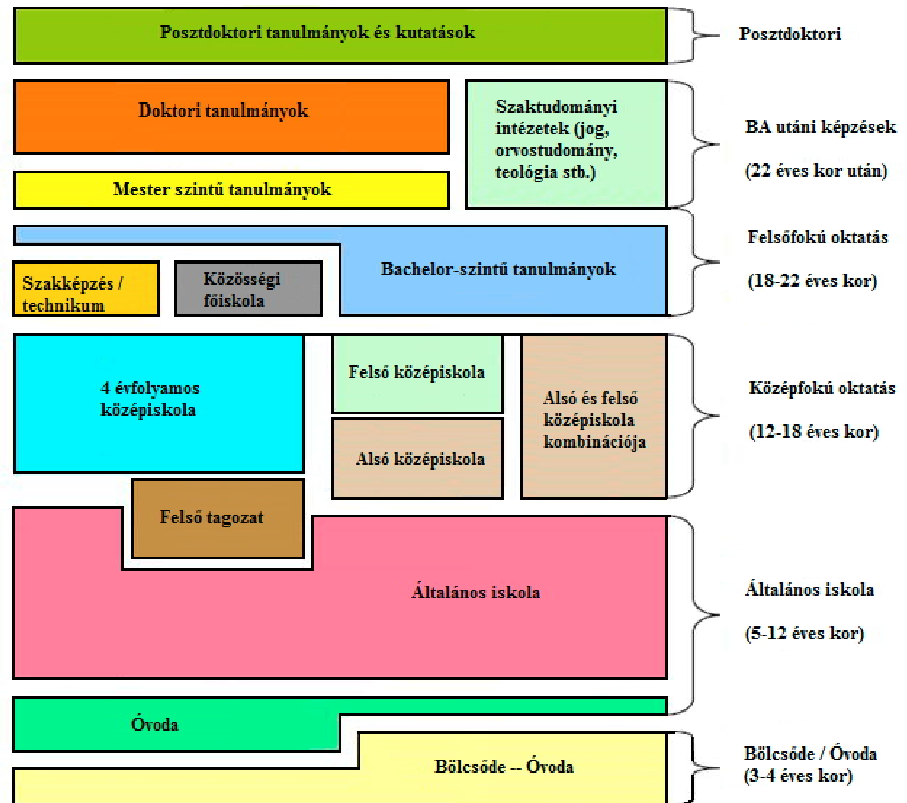 Posztdoktori tanulmányok és kutatások
Posztdoktori
Doktori tanulmányok
Szaktudományi
intézetek (jog,
orvostudomány,
teológia stb.)
BA utáni képzések
(22 éves kor után)
Mester szintű tanulmányok
Felsőfokú oktatás
(18-22 éves kor)
Bachelor-szintű tanulmányok
Szakképzés /
technikum
Közösségi
főiskola
4 évfolyamos
középiskola
Felső középiskola
Alsó középiskola
Alsó és felső
középiskola
kombinációja
Középfokú oktatás
(12-18 éves kor)
Felső tagozat
Általános iskola
Általános iskola
(5-12 éves kor)
Óvoda
Bölcsőde -- Óvoda
Bölcsőde / Óvoda
(3-4 éves kor)